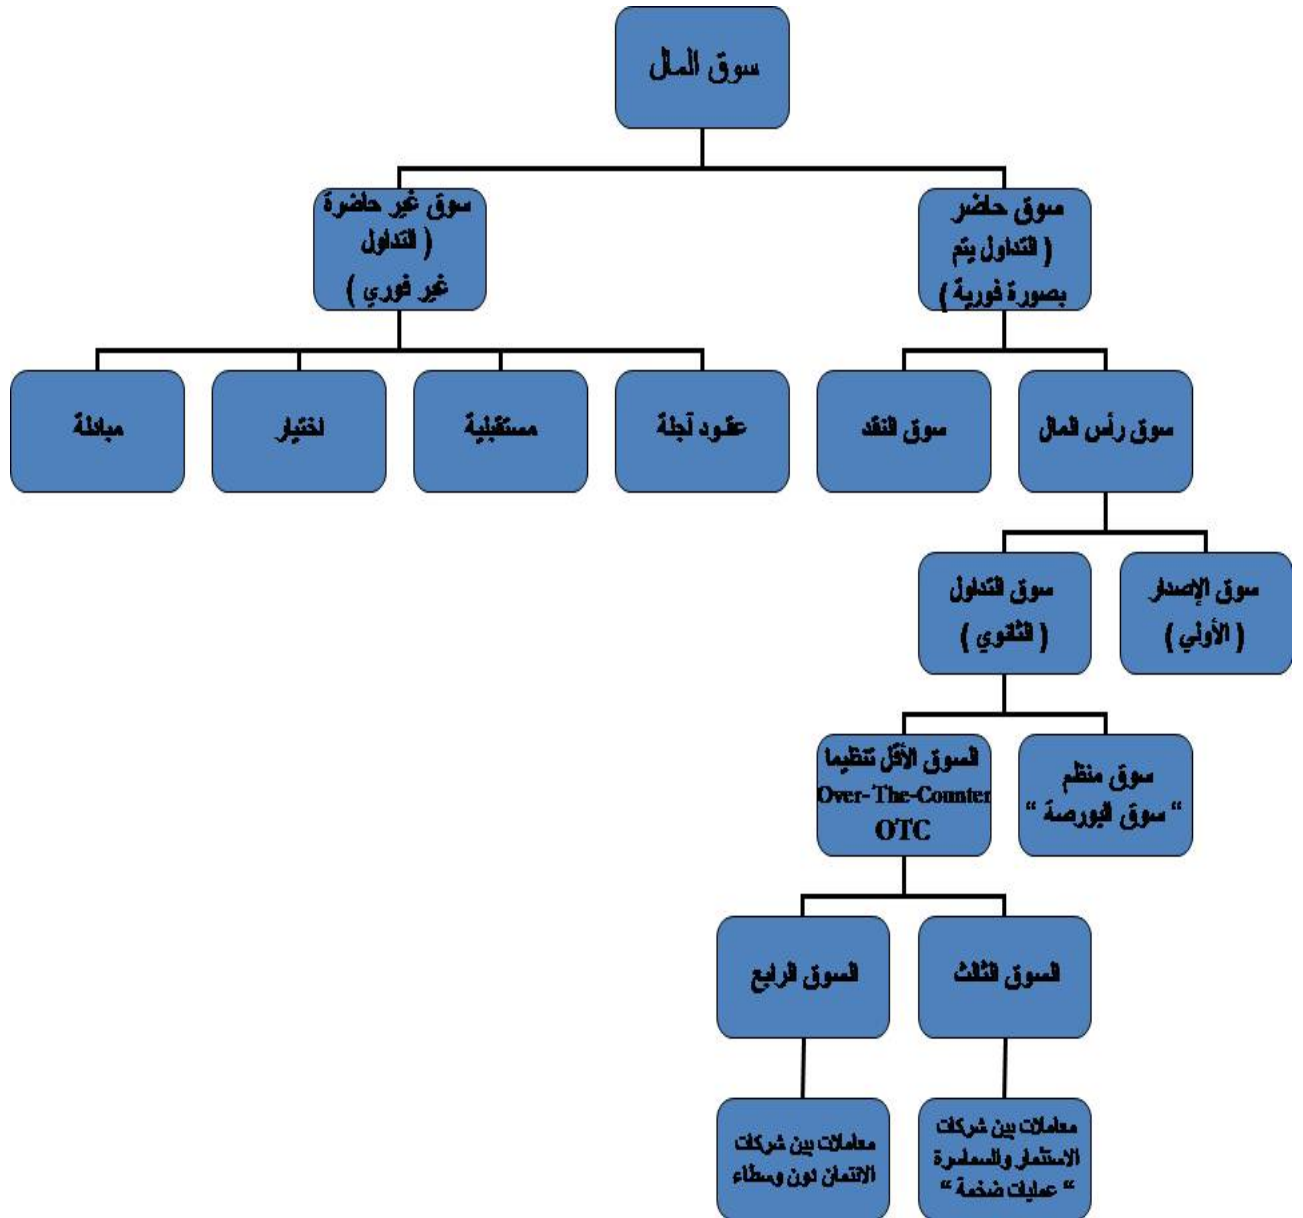 سوق المال
سوق حاضر
( التداول يتم
بصورة فورية )
سوق غير حاضرة
( التداول
غير فوري )
سوق رأس المال
سوق النقد
عقود آجلة
مستقبلية
اختيار
مبادلة
سوق الإصدار
( الأولي )
سوق التداول
( الثانوي )
سوق منظم
“ سوق البورصة “
السوق الأقل تنظيما
Over- The-Counter
OTC
السوق الثالث
السوق الرابع
معاملات بين شركات
الاستثمار والسماسرة
“ عمليات ضخمة “
معاملات بين شركات
الائتمان دون وسطاء